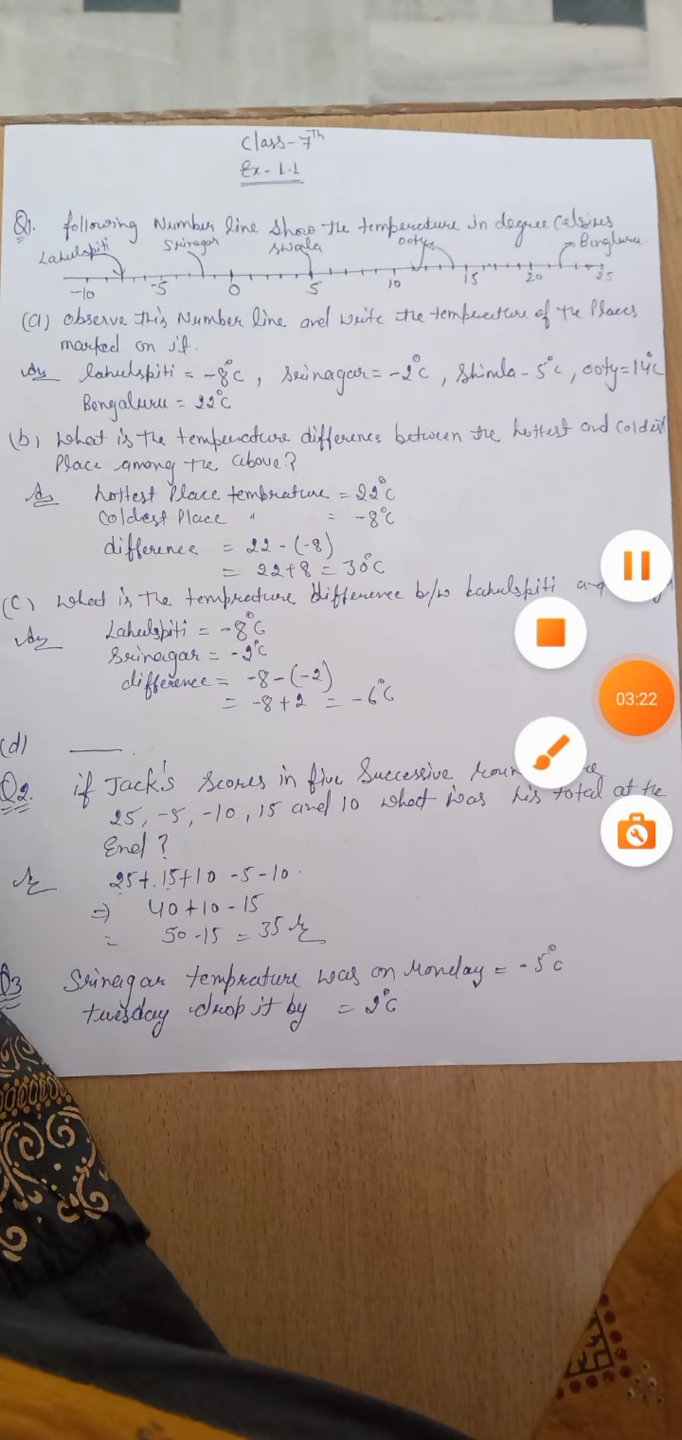 Class-7Th
Ex-1.1
Q1. following Number line Show the temperature in degree Celsixes
Lahulspiti Srinagar Ooty Bengluru
-10 -5 0 5 10 15 20 25
(a) observe this Number line and write the temperature of the Places
marked on it.
Ans Lahulspiti = -8°C, Srinagar = -2°C, Shimla - 5°C, Ooty = 14°C
Bengaluru = 22°C
(b) What is the temperature difference between the hottest and coldest
Place among the above?
Ans hottest Place temprature = 22°C
Coldest Place " = -8°C
difference = 22-(-8)
= 22+8 = 30°C
(C) What is the temprature difference b/w Lahulspiti
Ans Lahulspiti = -8°C
Srinagar = -2°C
difference = -8-(-2)
= -8+2 = -6°C
03:22
(d)
Q2. if Jack's Scores in five Successive
25, -5, -10, 15 and 10 what was his total at the
End?
25+15+10-5-10
⇒ 40+10-15
= 50-15 = 35
Q3 Srinagar temprature was on Monday = -5°C
tuesday drop it by = 2°C